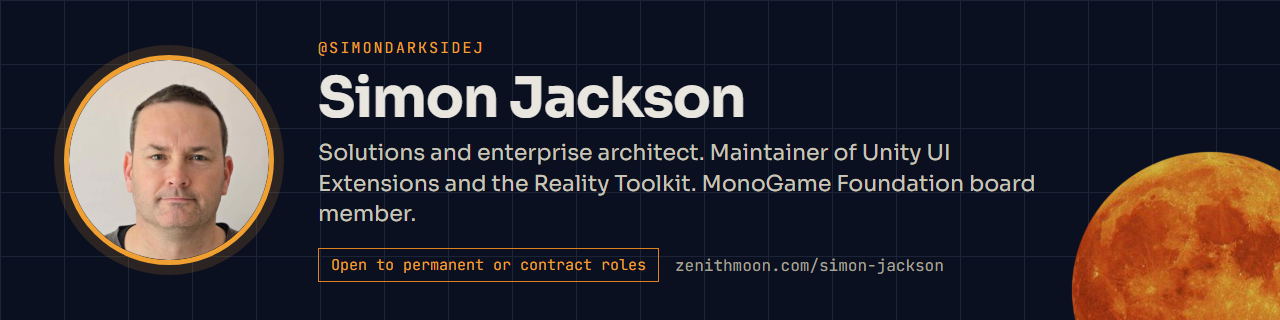 @SIMONDARKSIDEJ
Simon Jackson
Solutions and enterprise architect. Maintainer of Unity UI
Extensions and the Reality Toolkit. MonoGame Foundation board
member.
Open to permanent or contract roles
zenithmoon.com/simon-jackson